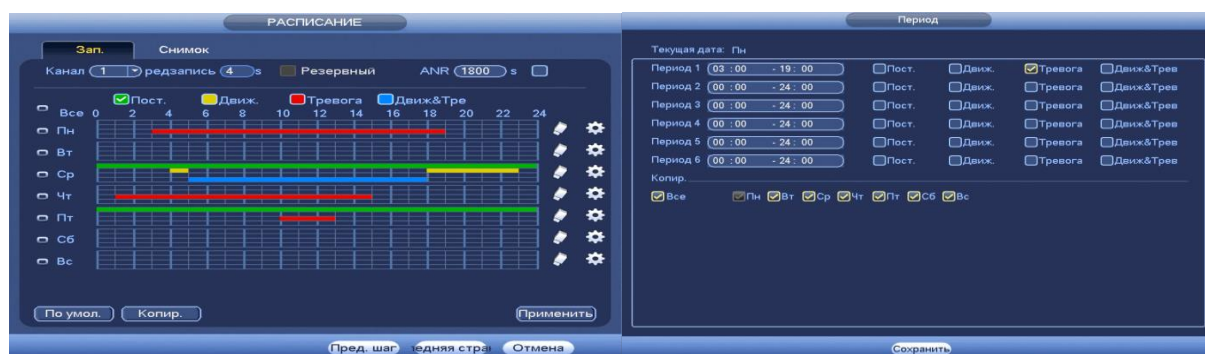 РАСПИСАНИЕ
Зап. Снимок
Канал 1 редзапись 4 s Резервный ANR 1800 s
Пост. Движ. Тревога Движ&Тре
Все 0 2 4 6 8 10 12 14 16 18 20 22 24
Пн
Вт
Ср
Чт
Пт
Сб
Вс
По умол. Копир. Применить
Пред. шаг едняя стра Отмена
Период
Текущая дата: Пн
Период 1 03 :00 - 19: 00 Пост. Движ. Тревога Движ&Трев
Период 2 00 :00 - 24: 00 Пост. Движ. Тревога Движ&Трев
Период 3 00 :00 - 24: 00 Пост. Движ. Тревога Движ&Трев
Период 4 00 :00 - 24: 00 Пост. Движ. Тревога Движ&Трев
Период 5 00 :00 - 24: 00 Пост. Движ. Тревога Движ&Трев
Период 6 00 :00 - 24: 00 Пост. Движ. Тревога Движ&Трев
Копир.
Все Пн Вт Ср Чт Пт Сб Вс
Сохранить